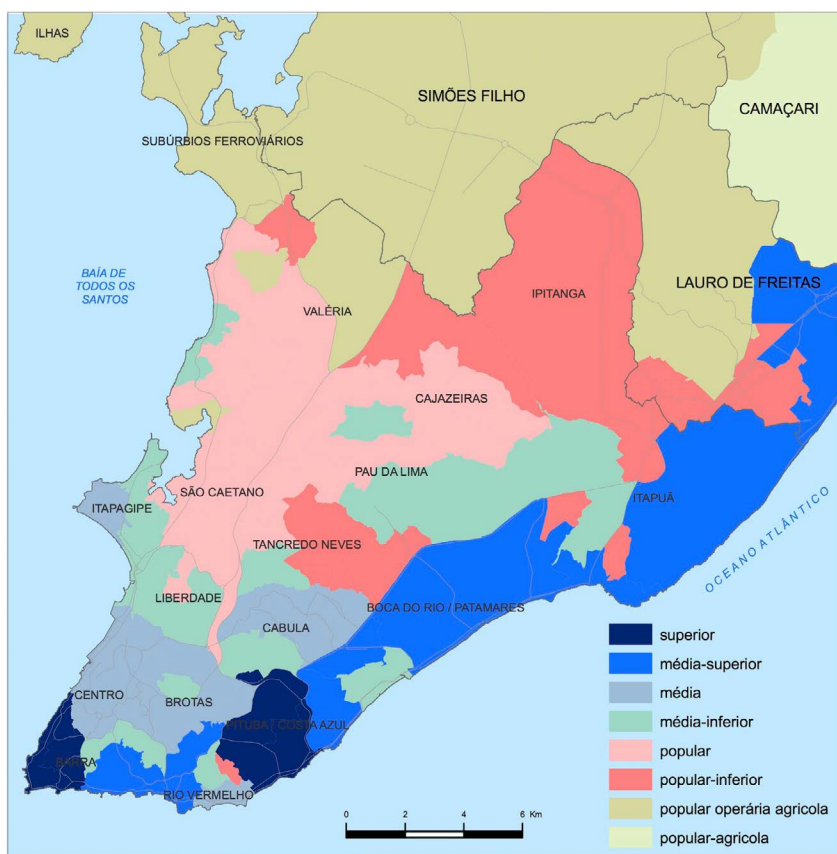 ILHAS
SIMÕES FILHO
CAMAÇARI
SUBÚRBIOS FERROVIÁRIOS
BAÍA DE
TODOS OS
SANTOS
LAURO DE FREITAS
IPITANGA
VALÉRIA
CAJAZEIRAS
PAU DA LIMA
SÃO CAETANO
ITAPUÃ
ITAPAGIPE
OCEANO ATLÂNTICO
TANCREDO NEVES
LIBERDADE
BOCA DO RIO / PATAMARES
CABULA
CENTRO
BROTAS
PITUBA / COSTA AZUL
BARRA
RIO VERMELHO
superior
média-superior
média
média-inferior
popular
popular-inferior
popular operária agricola
popular-agricola
0 2 4 6 Km